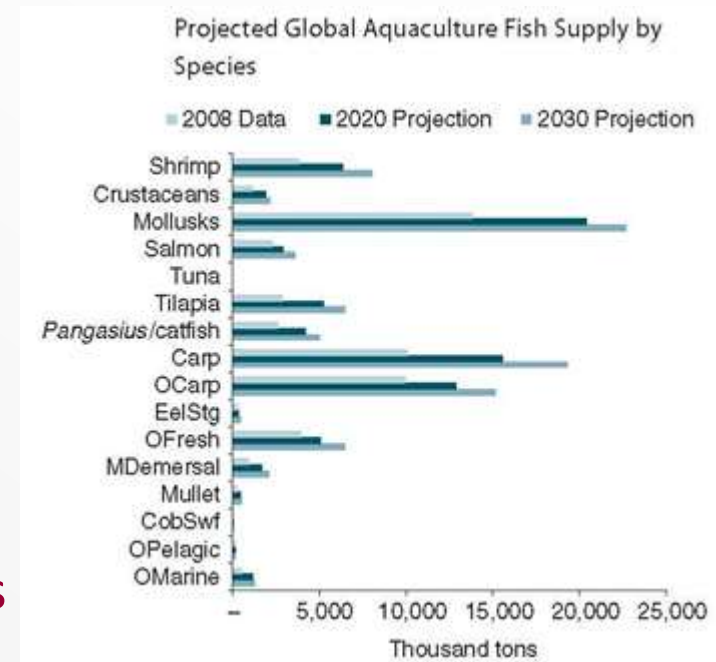 Projected Global Aquaculture Fish Supply by
Species
2008 Data 2020 Projection 2030 Projection
Shrimp
Crustaceans
Mollusks
Salmon
Tuna
Tilapia
Pangasius/catfish
Carp
OCarp
EelStg
OFresh
MDemersal
Mullet
CobSwf
OPelagic
OMarine
– 5,000 10,000 15,000 20,000 25,000
Thousand tons
s